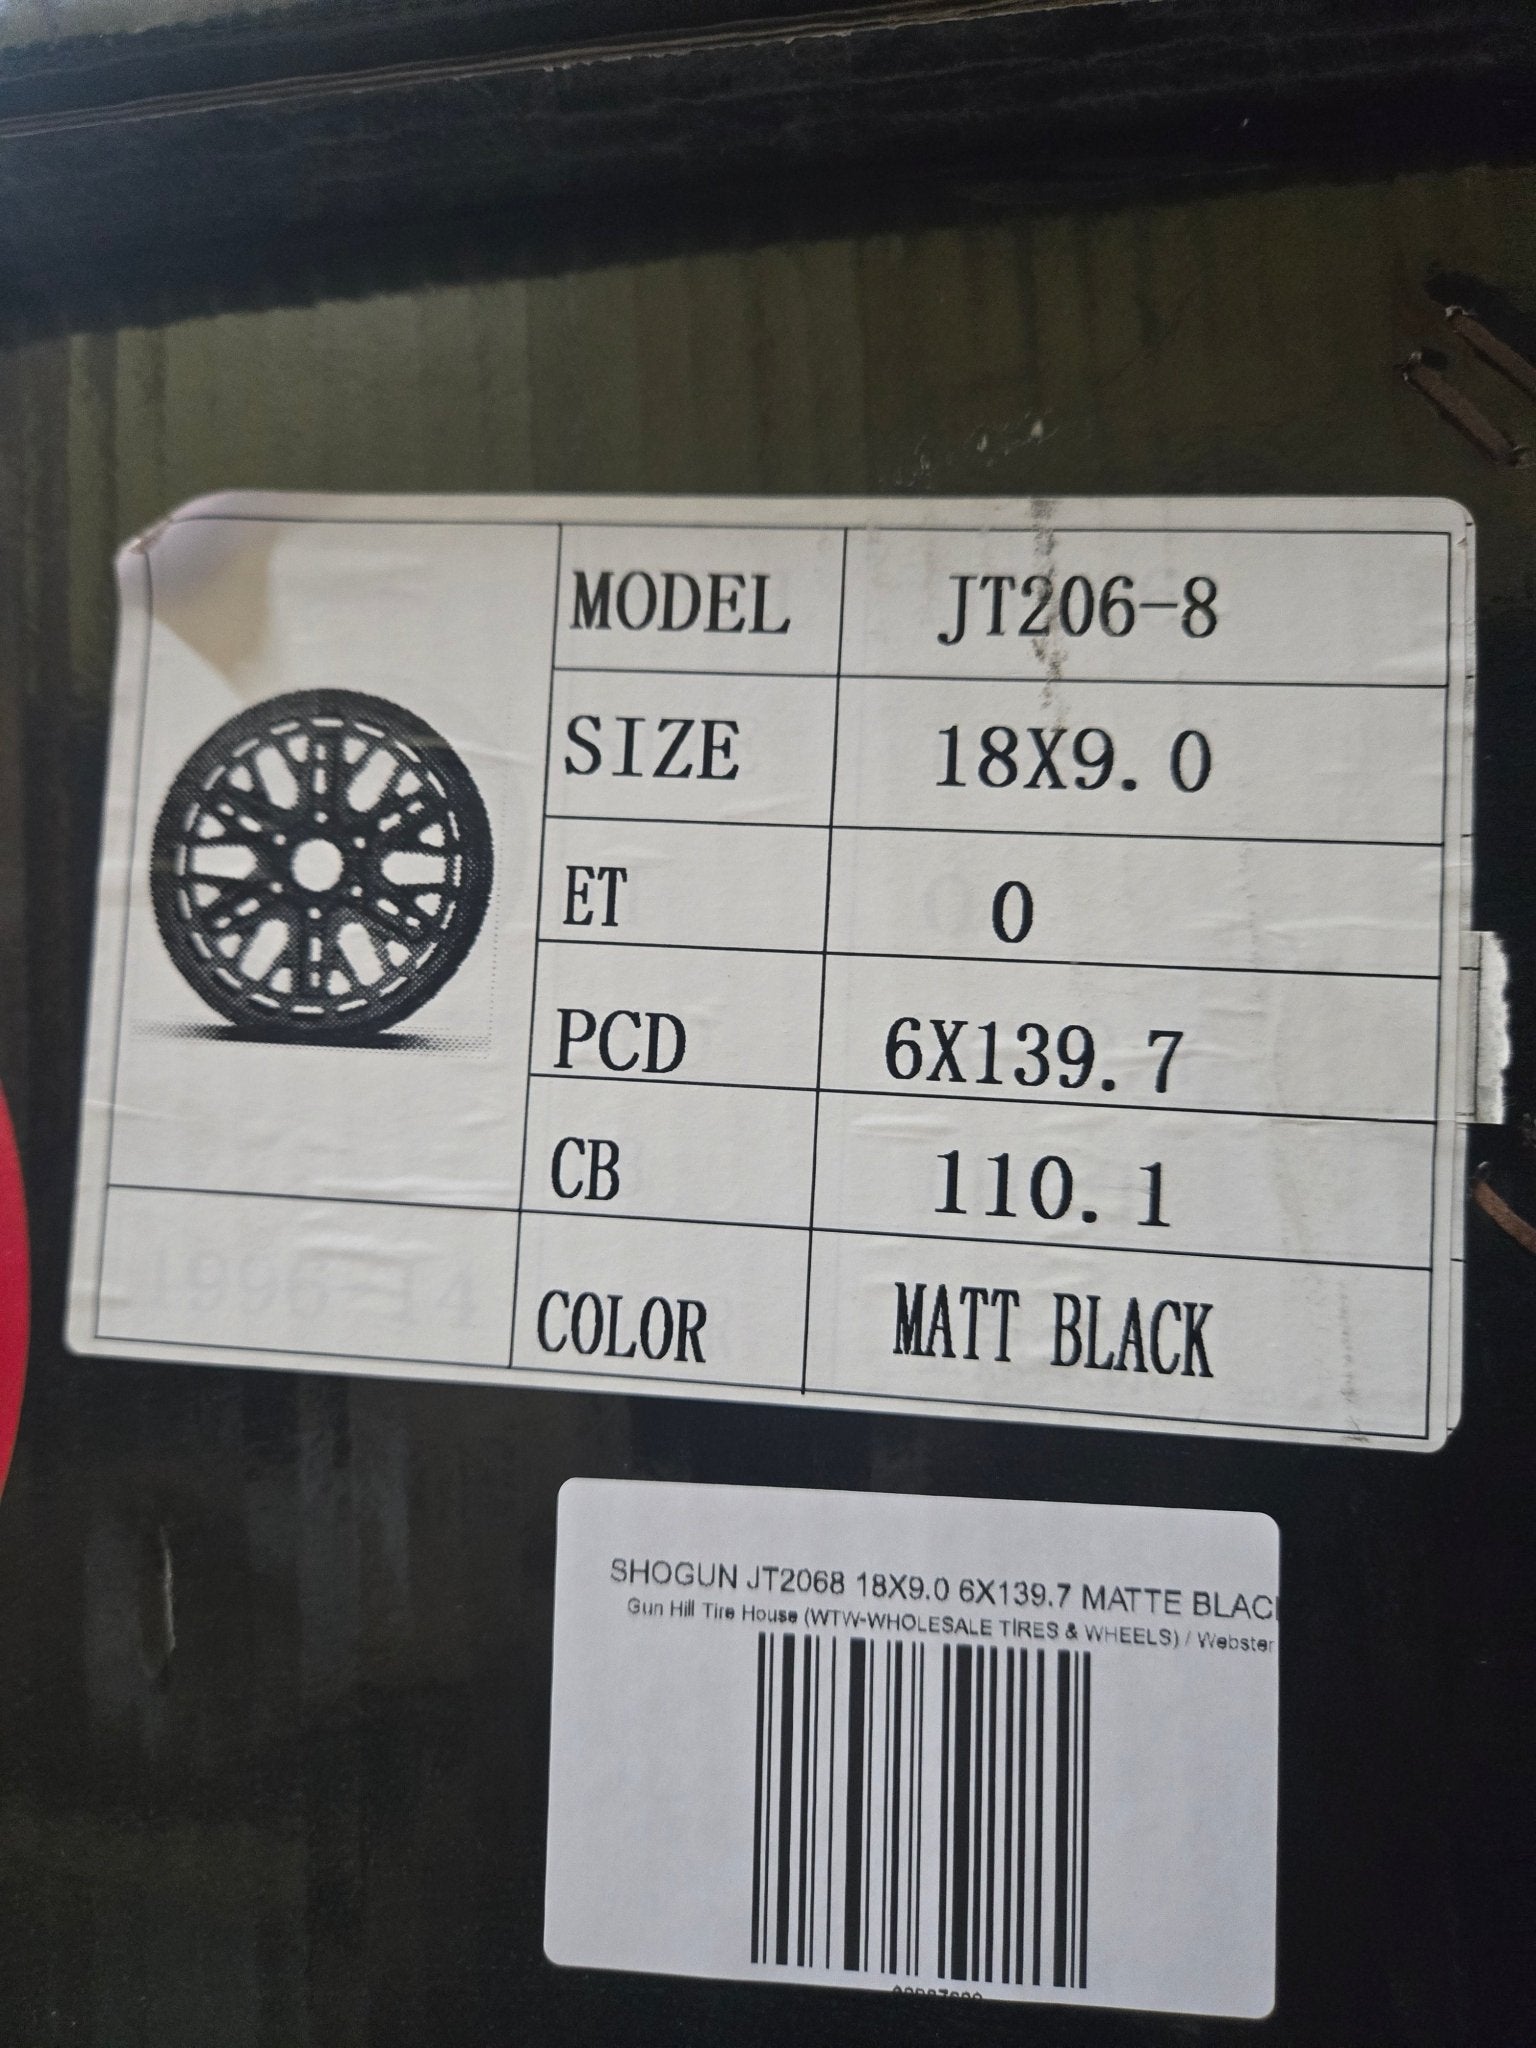 MODEL JT206-8
SIZE 18X9.0
ET 0
PCD 6X139.7
CB 110.1
COLOR MATT BLACK
SHOGUN JT2068 18X9.0 6X139.7 MATTE BLAC
Gun Hill Tire House (WTW-WHOLESALE TIRES & WHEELS) / Webster